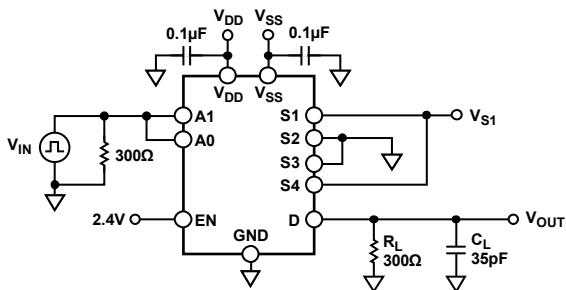 V_DD V_SS
0.1μF 0.1μF
V_DD V_SS
A1 S1 V_S1
S2
V_IN A0
300Ω S3
S4
2.4V EN D V_OUT
GND
R_L C_L
300Ω 35pF